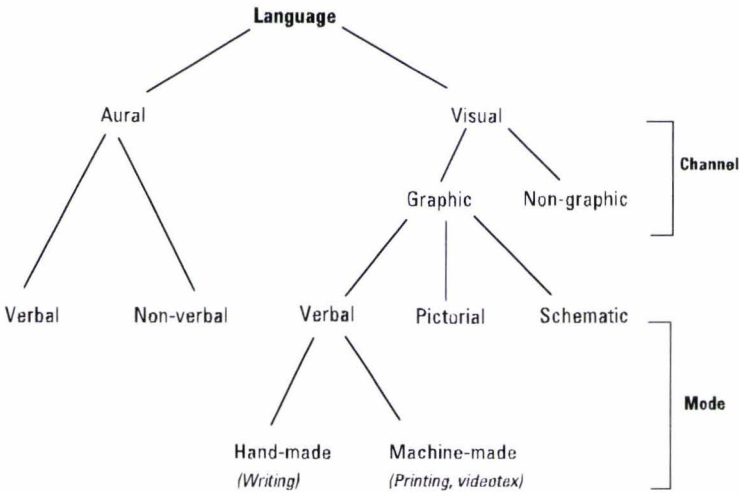 Language
Aural
Visual
Channel
Graphic
Non-graphic
Verbal
Non-verbal
Verbal
Pictorial
Schematic
Mode
Hand-made
Machine-made
(Writing)
(Printing, videotex)